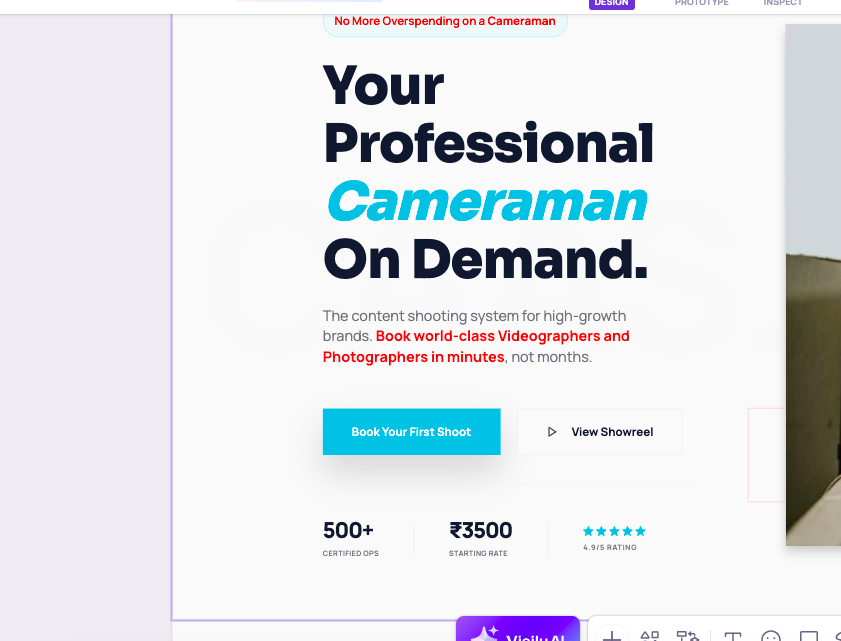 DESIGN PROTOTYPE INSPECT
No More Overspending on a Cameraman
Your
Professional
Cameraman
On Demand.
The content shooting system for high-growth
brands. Book world-class Videographers and
Photographers in minutes, not months.
Book Your First Shoot
View Showreel
500+
CERTIFIED OPS
₹3500
STARTING RATE
4.9/5 RATING
Visily AI